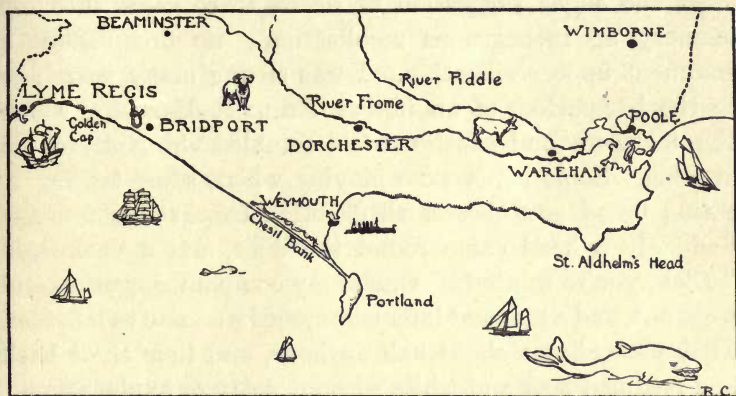 BEAMINSTER
WIMBORNE
River Piddle
LYME REGIS
River Frome
POOLE
Golden
Cap
BRIDPORT
DORCHESTER
WAREHAM
WEYMOUTH
Chesil Bank
St. Aldhelm's Head
Portland
R.C.